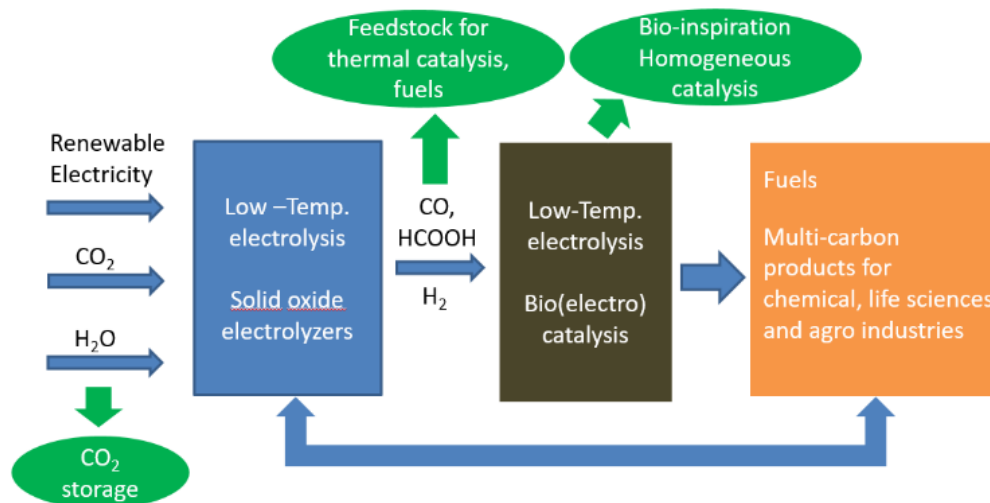 Feedstock for
thermal catalysis,
fuels
Bio-inspiration
Homogeneous
catalysis
Renewable
Electricity
CO₂
H₂O
CO₂
storage
Low –Temp.
electrolysis
Solid oxide
electrolyzers
CO,
HCOOH
H₂
Low-Temp.
electrolysis
Bio(electro)
catalysis
Fuels
Multi-carbon
products for
chemical, life sciences
and agro industries